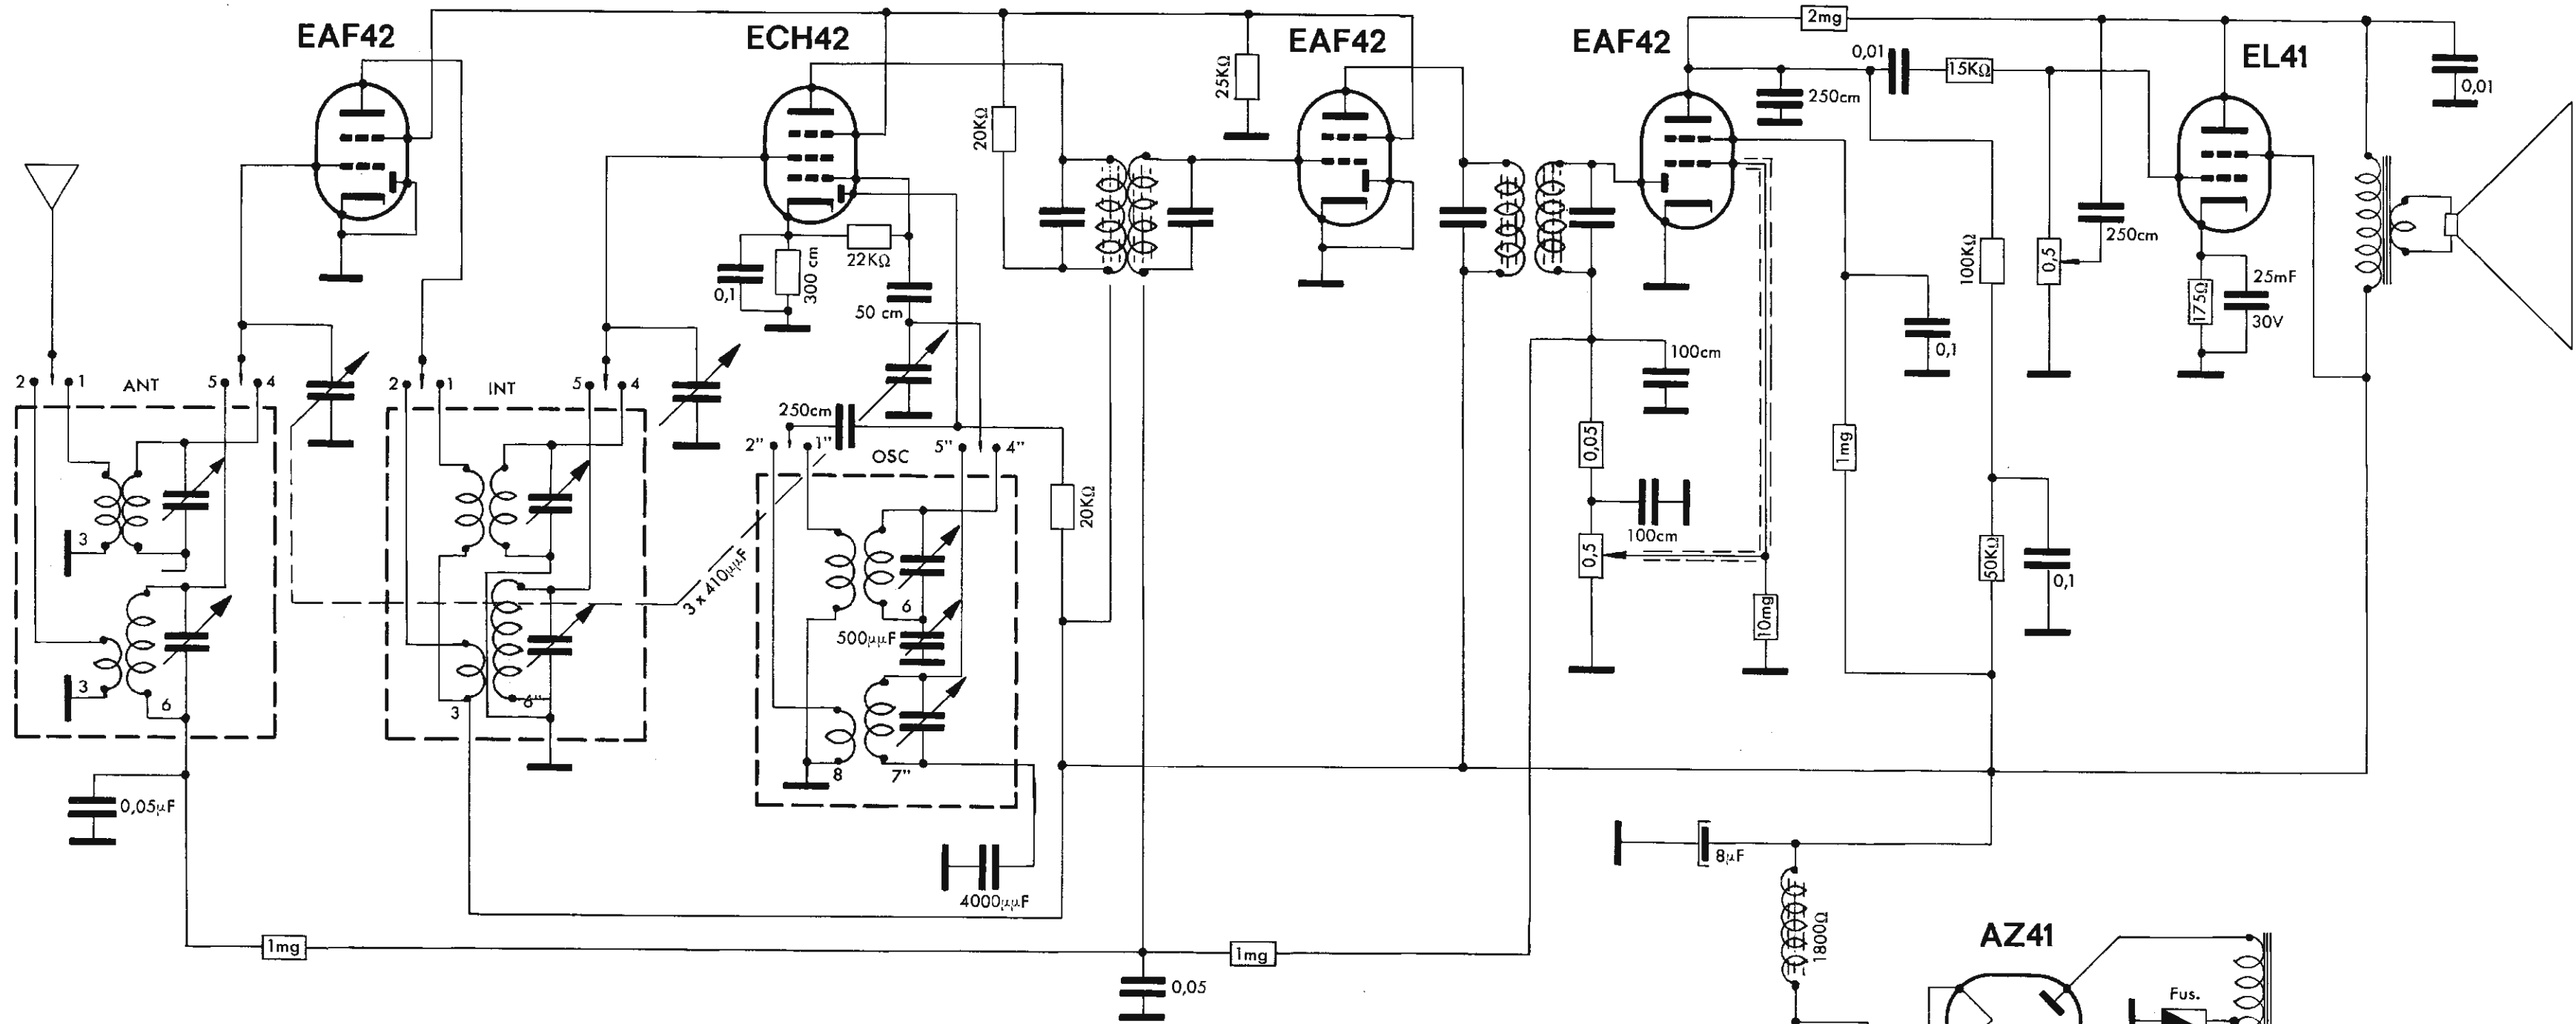 EAF42
ECH42
EAF42
EAF42
EL41
2mg
0,01
15KΩ
250cm
0,01
25KΩ
20KΩ
22KΩ
300 cm
0,1
50 cm
100KΩ
0,5
250cm
175Ω
25mF
30V
0,1
2 1 ANT 5 4
2 1 INT 5 4
100cm
250cm
2" 1" OSC 5" 4"
0,05
1mg
20KΩ
100cm
0,5
3
3 x 410μμF
6
500μμF
50KΩ
0,1
10mg
3
6
3
6"
8
7"
0,05μF
8μF
4000μμF
1800Ω
AZ41
1mg
1mg
0,05
Fus.